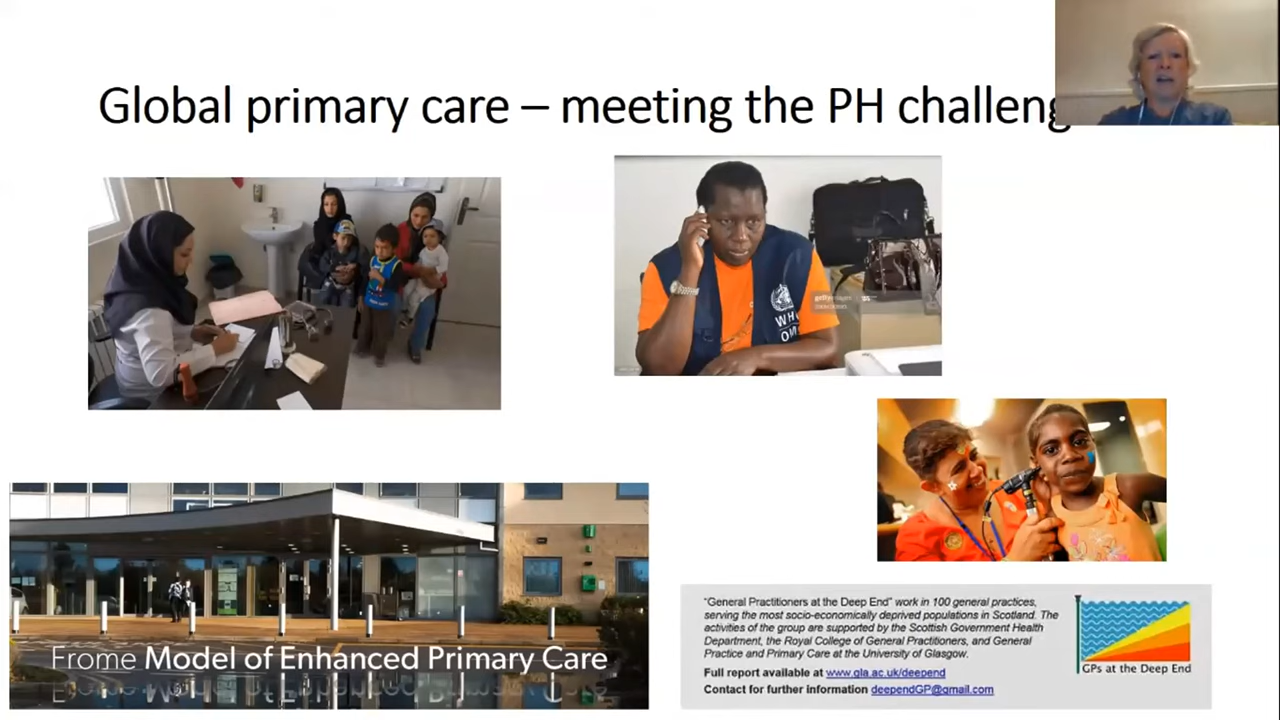 Global primary care – meeting the PH challeng
gettyimages
WH
OM
"General Practitioners at the Deep End" work in 100 general practices,
serving the most socio-economically deprived populations in Scotland. The
activities of the group are supported by the Scottish Government Health
Department, the Royal College of General Practitioners, and General
Practice and Primary Care at the University of Glasgow.
Full report available at www.gla.ac.uk/deepend
Contact for further information deependGP@gmail.com
GPs at the Deep End
Frome Model of Enhanced Primary Care